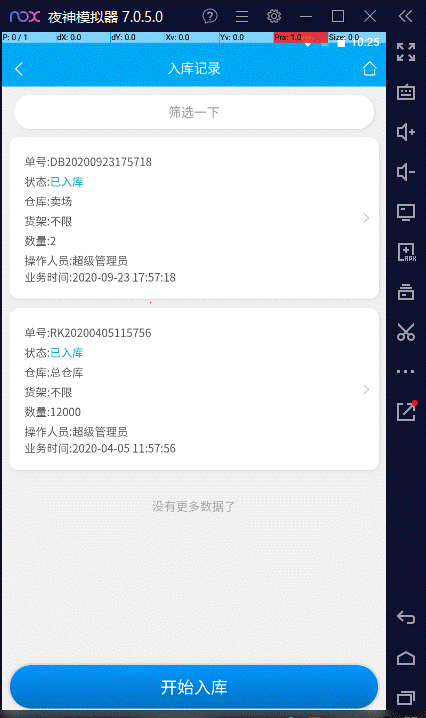 nox 夜神模拟器 7.0.5.0
P: 0 / 1 dX: 0.0 dY: 0.0 Xv: 0.0 Yv: 0.0 Prs: 1.0 Size: 0.0
10:25
入库记录
筛选一下
单号:DB20200923175718
状态:已入库
仓库:卖场
货架:不限
数量:2
操作人员:超级管理员
业务时间:2020-09-23 17:57:18
单号:RK20200405115756
状态:已入库
仓库:总仓库
货架:不限
数量:12000
操作人员:超级管理员
业务时间:2020-04-05 11:57:56
没有更多数据了
开始入库
APK